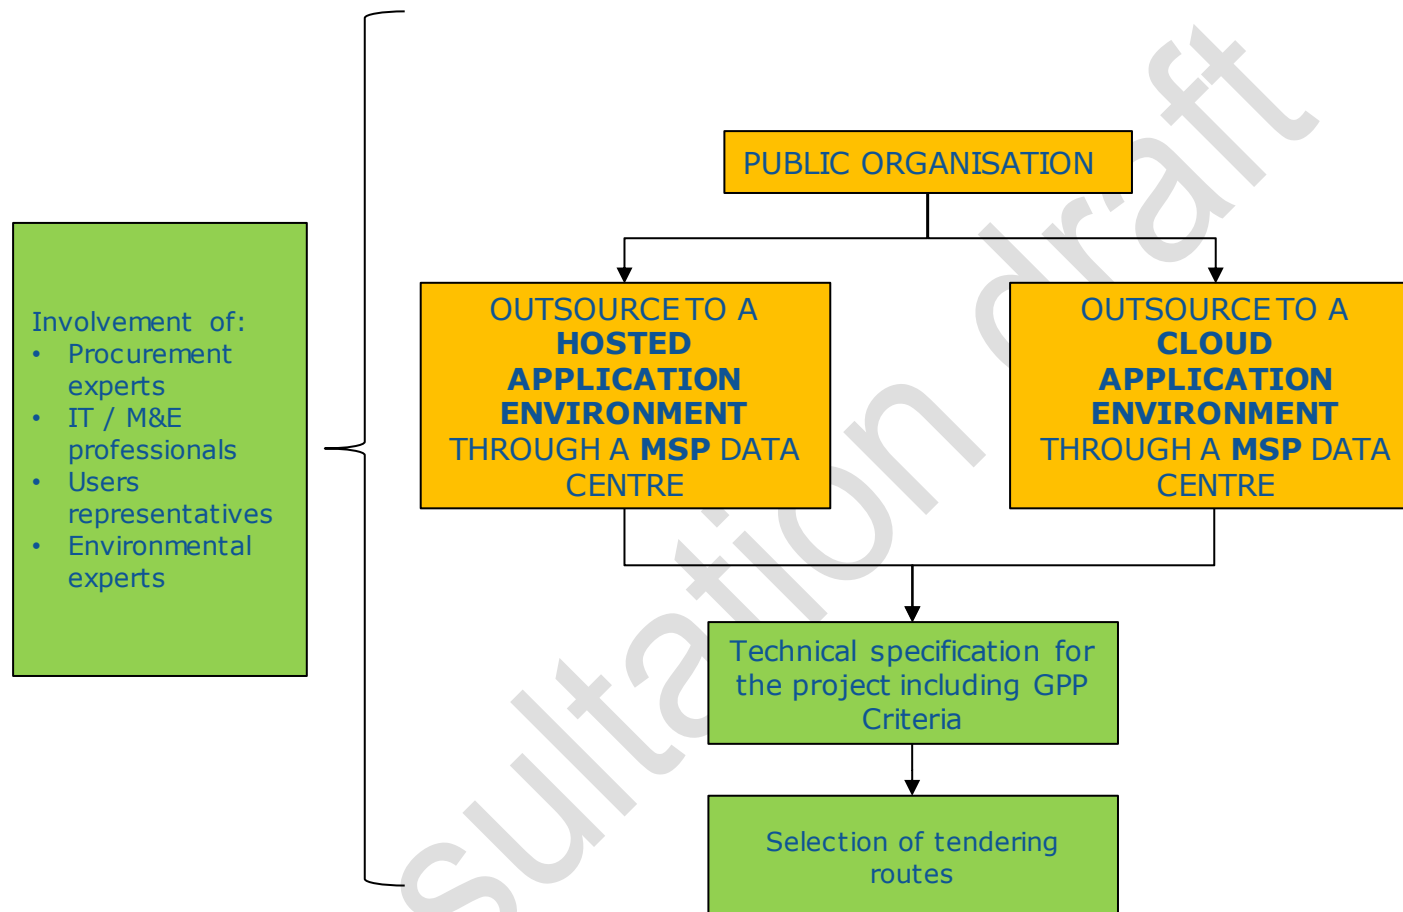 PUBLIC ORGANISATION
Involvement of:
• Procurement
experts
• IT / M&E
professionals
• Users
representatives
• Environmental
experts
OUTSOURCE TO A
HOSTED
APPLICATION
ENVIRONMENT
THROUGH A MSP DATA
CENTRE
OUTSOURCE TO A
CLOUD
APPLICATION
ENVIRONMENT
THROUGH A MSP DATA
CENTRE
Technical specification for
the project including GPP
Criteria
Selection of tendering
routes
sultation draft